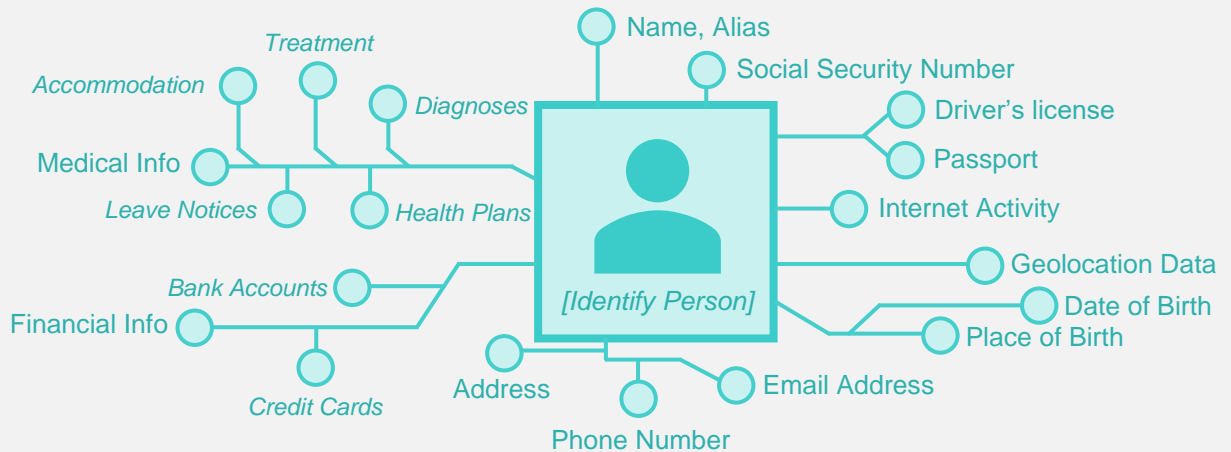 Name, Alias
Treatment
Social Security Number
Accommodation
Diagnoses
Driver's license
Medical Info
Passport
Leave Notices
Health Plans
Internet Activity
Geolocation Data
Bank Accounts
[Identify Person]
Date of Birth
Financial Info
Place of Birth
Address
Email Address
Credit Cards
Phone Number